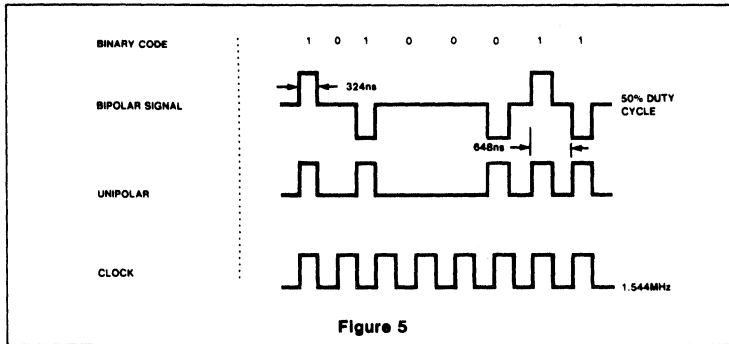 BINARY CODE 1 0 1 0 0 0 1 1
324ns
BIPOLAR SIGNAL
50% DUTY
CYCLE
648ns
UNIPOLAR
CLOCK
1.544MHz
Figure 5